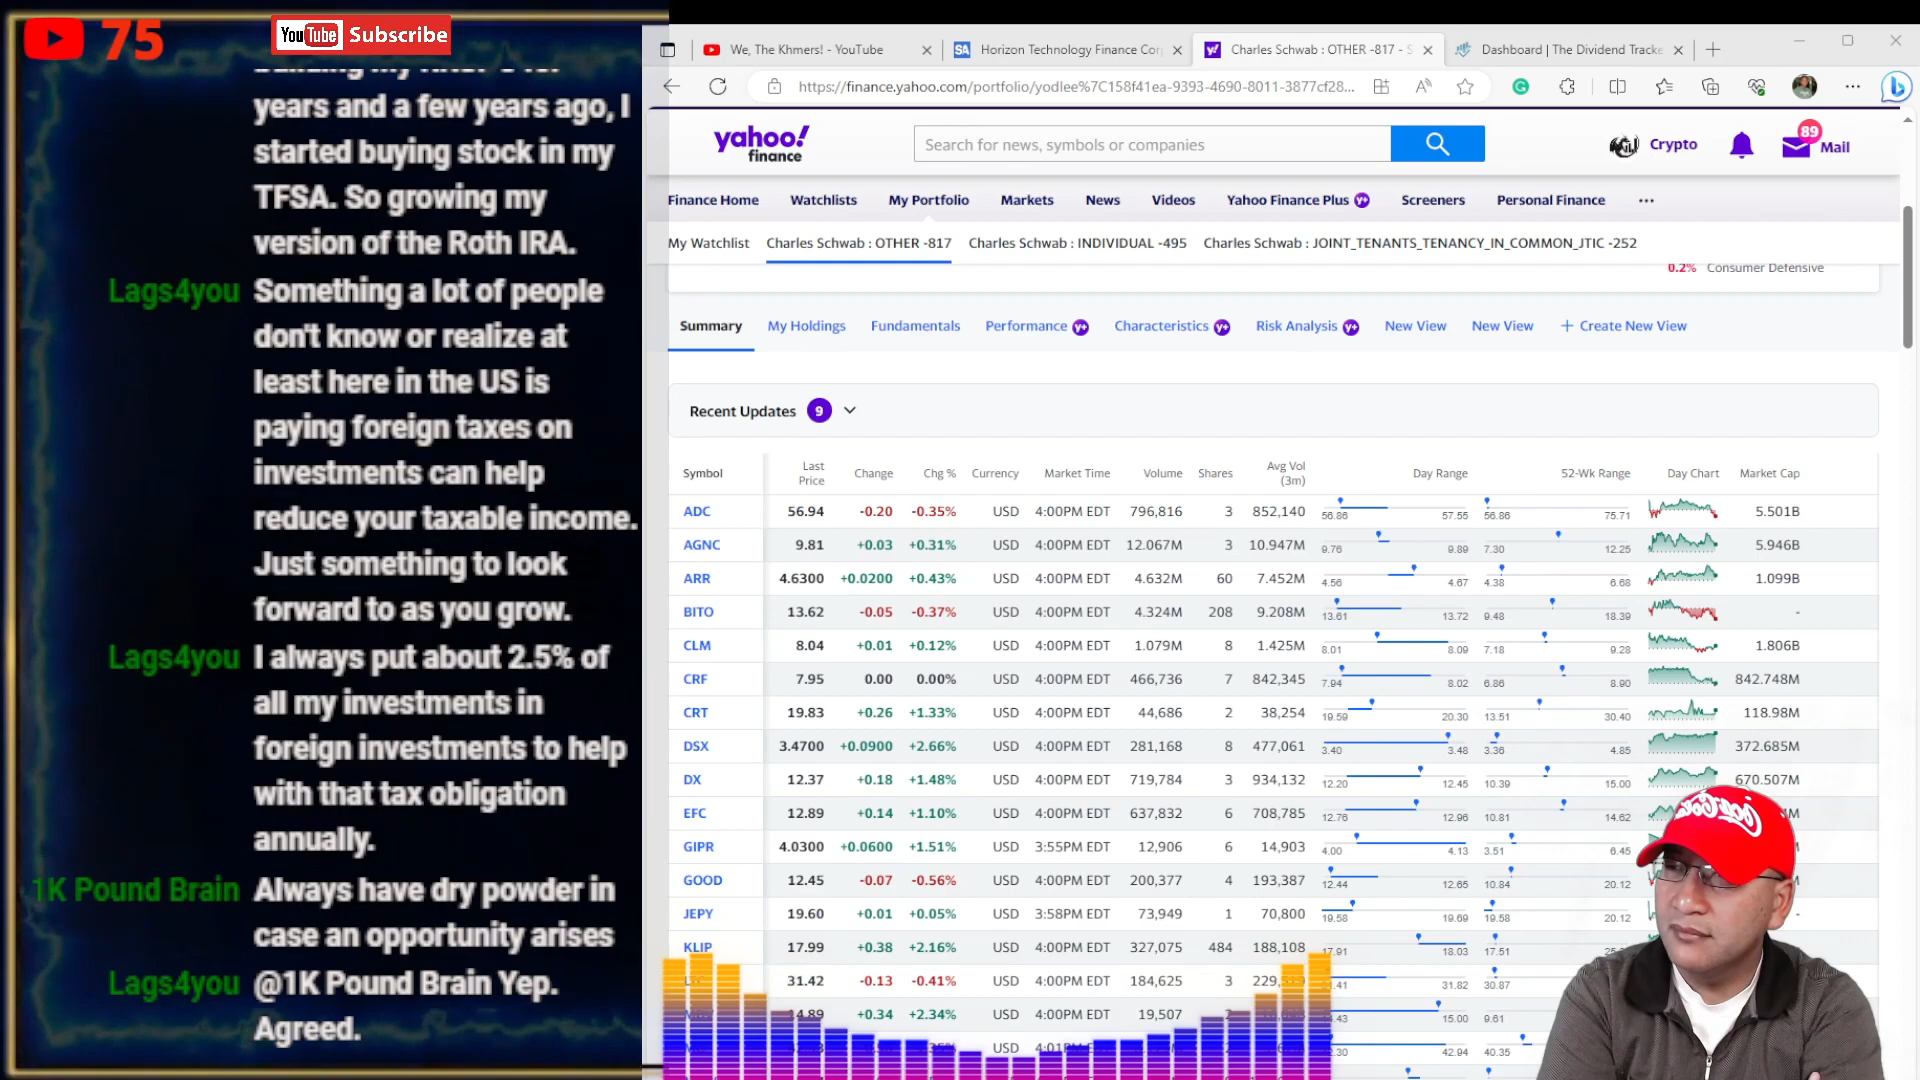 75
YouTube Subscribe
years and a few years ago, I
started buying stock in my
TFSA. So growing my
version of the Roth IRA.
Lags4you Something a lot of people
don't know or realize at
least here in the US is
paying foreign taxes on
investments can help
reduce your taxable income.
Just something to look
forward to as you grow.
Lags4you I always put about 2.5% of
all my investments in
foreign investments to help
with that tax obligation
annually.
1K Pound Brain Always have dry powder in
case an opportunity arises
Lags4you @1K Pound Brain Yep.
Agreed.
We, The Khmers! - YouTube
Horizon Technology Finance Cor
Charles Schwab : OTHER -817 - S
Dashboard | The Dividend Tracke
https://finance.yahoo.com/portfolio/yodlee%7C158f41ea-9393-4690-8011-3877cf28...
yahoo!
finance
Search for news, symbols or companies
Crypto
89
Mail
Finance Home Watchlists My Portfolio Markets News Videos Yahoo Finance Plus Y+ Screeners Personal Finance ...
My Watchlist Charles Schwab : OTHER -817 Charles Schwab : INDIVIDUAL -495 Charles Schwab : JOINT_TENANTS_TENANCY_IN_COMMON_JTIC -252
0.2% Consumer Defensive
Summary My Holdings Fundamentals Performance Y+ Characteristics Y+ Risk Analysis Y+ New View New View + Create New View
Recent Updates 9
Symbol Last Price Change Chg % Currency Market Time Volume Shares Avg Vol (3m) Day Range 52-Wk Range Day Chart Market Cap
ADC 56.94 -0.20 -0.35% USD 4:00PM EDT 796,816 3 852,140 56.86 57.55 56.86 75.71 5.501B
AGNC 9.81 +0.03 +0.31% USD 4:00PM EDT 12.067M 3 10.947M 9.76 9.89 7.30 12.25 5.946B
ARR 4.6300 +0.0200 +0.43% USD 4:00PM EDT 4.632M 60 7.452M 4.56 4.67 4.38 6.68 1.099B
BITO 13.62 -0.05 -0.37% USD 4:00PM EDT 4.324M 208 9.208M 13.61 13.72 9.48 18.39 -
CLM 8.04 +0.01 +0.12% USD 4:00PM EDT 1.079M 8 1.425M 8.01 8.09 7.18 9.28 1.806B
CRF 7.95 0.00 0.00% USD 4:00PM EDT 466,736 7 842,345 7.94 8.02 6.86 8.90 842.748M
CRT 19.83 +0.26 +1.33% USD 4:00PM EDT 44,686 2 38,254 19.59 20.30 13.51 30.40 118.98M
DSX 3.4700 +0.0900 +2.66% USD 4:00PM EDT 281,168 8 477,061 3.40 3.48 3.36 4.85 372.685M
DX 12.37 +0.18 +1.48% USD 4:00PM EDT 719,784 3 934,132 12.20 12.45 10.39 15.00 670.507M
EFC 12.89 +0.14 +1.10% USD 4:00PM EDT 637,832 6 708,785 12.76 12.96 10.81 14.62
GIPR 4.0300 +0.0600 +1.51% USD 3:55PM EDT 12,906 6 14,903 4.00 4.13 3.51 6.45
GOOD 12.45 -0.07 -0.56% USD 4:00PM EDT 200,377 4 193,387 12.44 12.65 10.84 20.12
JEPY 19.60 +0.01 +0.05% USD 3:58PM EDT 73,949 1 70,800 19.58 19.69 19.58 20.12 -
KLIP 17.99 +0.38 +2.16% USD 4:00PM EDT 327,075 484 188,108 17.91 18.03 17.51
31.42 -0.13 -0.41% USD 4:00PM EDT 184,625 3 31.82 30.87
+0.34 +2.34% USD 4:00PM EDT 19,507 15.00 9.61
USD 4:01PM 42.94 40.35
Coca-Cola